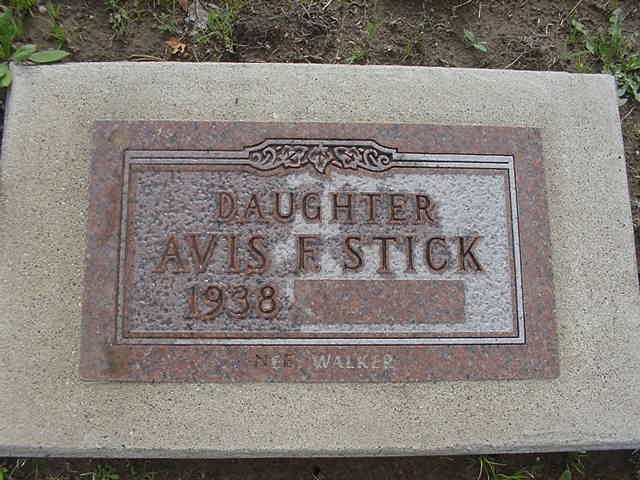 DAUGHTER
AVIS F. STICK
1938
NEE WALKER